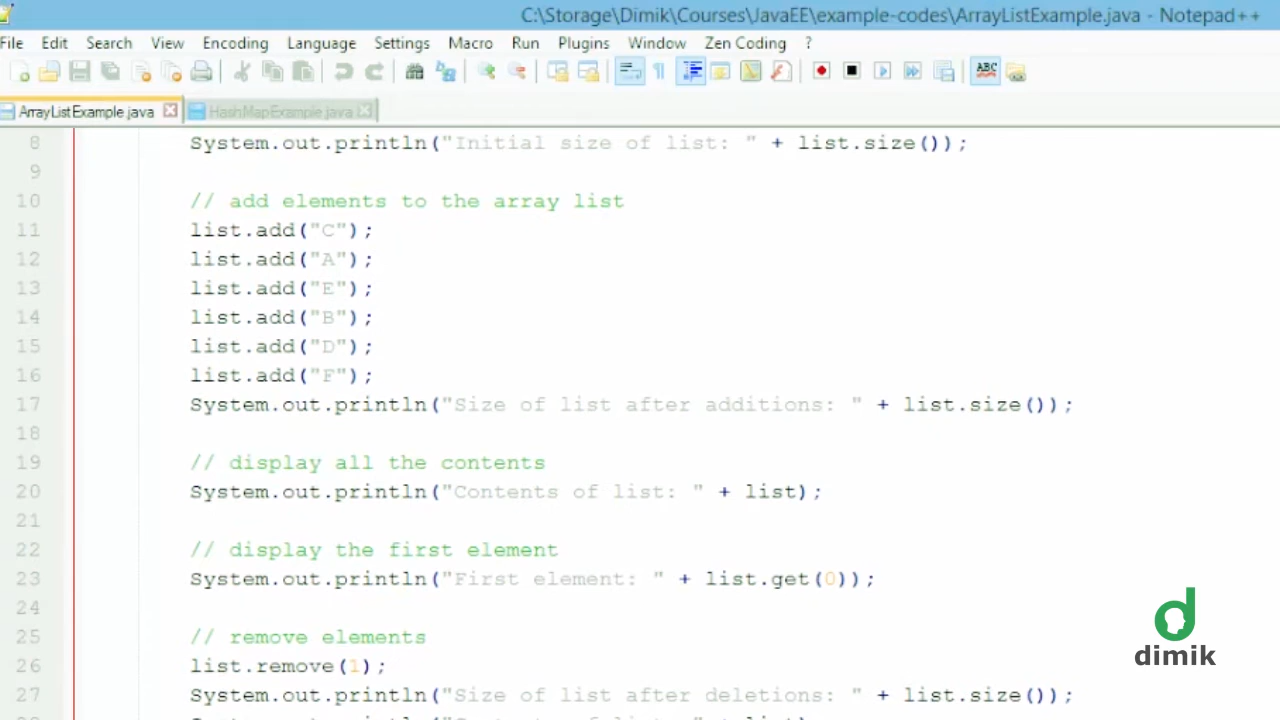 C:\Storage\Dimik\Courses\JavaEE\example-codes\ArrayListExample.java - Notepad++
File Edit Search View Encoding Language Settings Macro Run Plugins Window Zen Coding ?
ABC
ArrayListExample.java HashMapExample.java
8 System.out.println("Initial size of list: " + list.size());
9
10 // add elements to the array list
11 list.add("C");
12 list.add("A");
13 list.add("E");
14 list.add("B");
15 list.add("D");
16 list.add("F");
17 System.out.println("Size of list after additions: " + list.size());
18
19 // display all the contents
20 System.out.println("Contents of list: " + list);
21
22 // display the first element
23 System.out.println("First element: " + list.get(0));
24
25 // remove elements
26 list.remove(1);
27 System.out.println("Size of list after deletions: " + list.size());
dimik